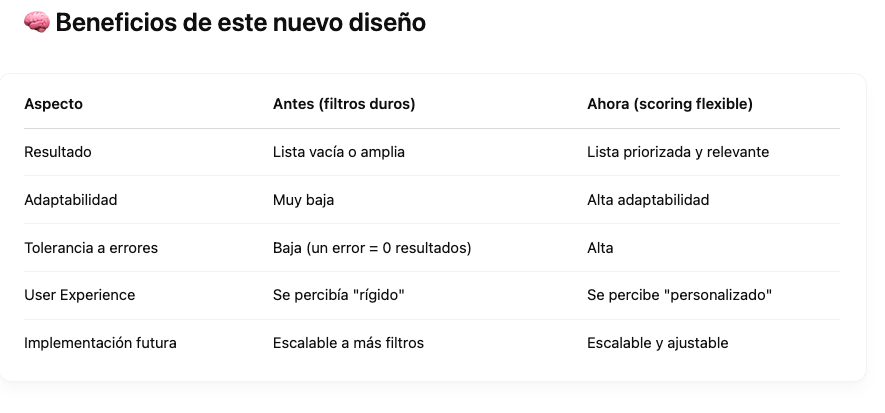 🧠 Beneficios de este nuevo diseño
Aspecto Antes (filtros duros) Ahora (scoring flexible)
Resultado Lista vacía o amplia Lista priorizada y relevante
Adaptabilidad Muy baja Alta adaptabilidad
Tolerancia a errores Baja (un error = 0 resultados) Alta
User Experience Se percibía "rígido" Se percibe "personalizado"
Implementación futura Escalable a más filtros Escalable y ajustable